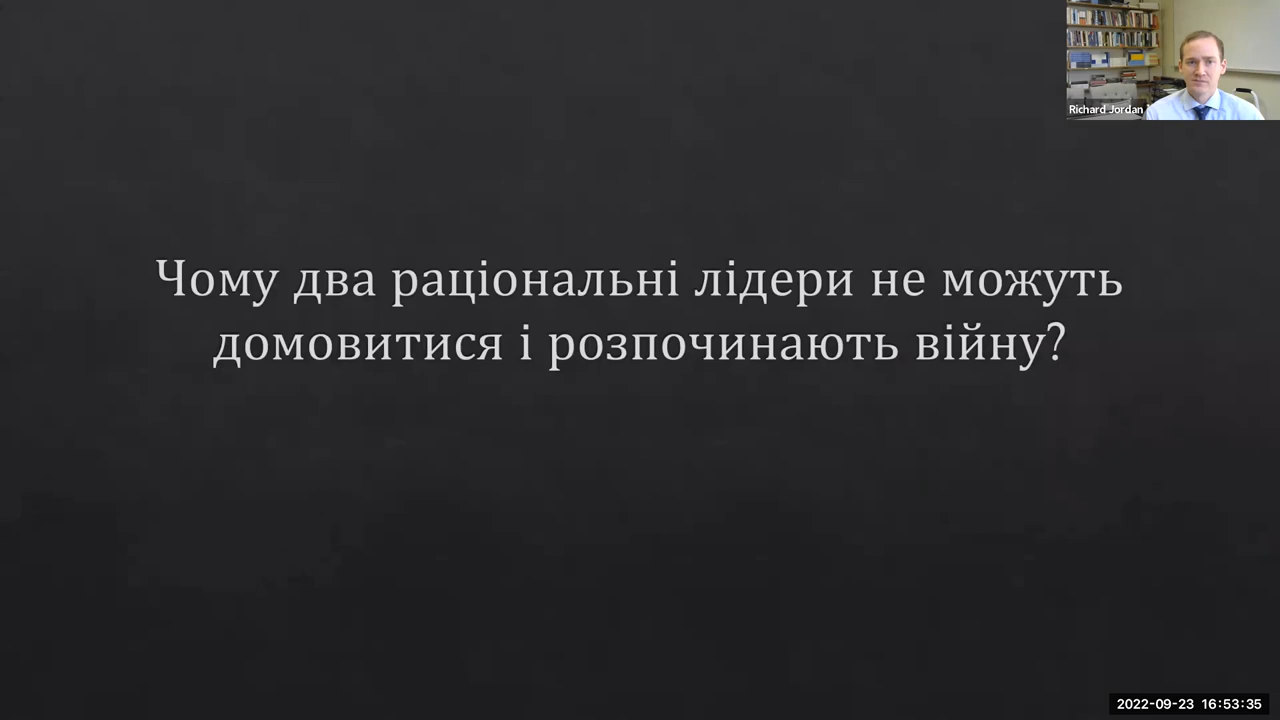 Richard Jordan
Чому два раціональні лідери не можуть
домовитися і розпочинають війну?
2022-09-23 16:53:35